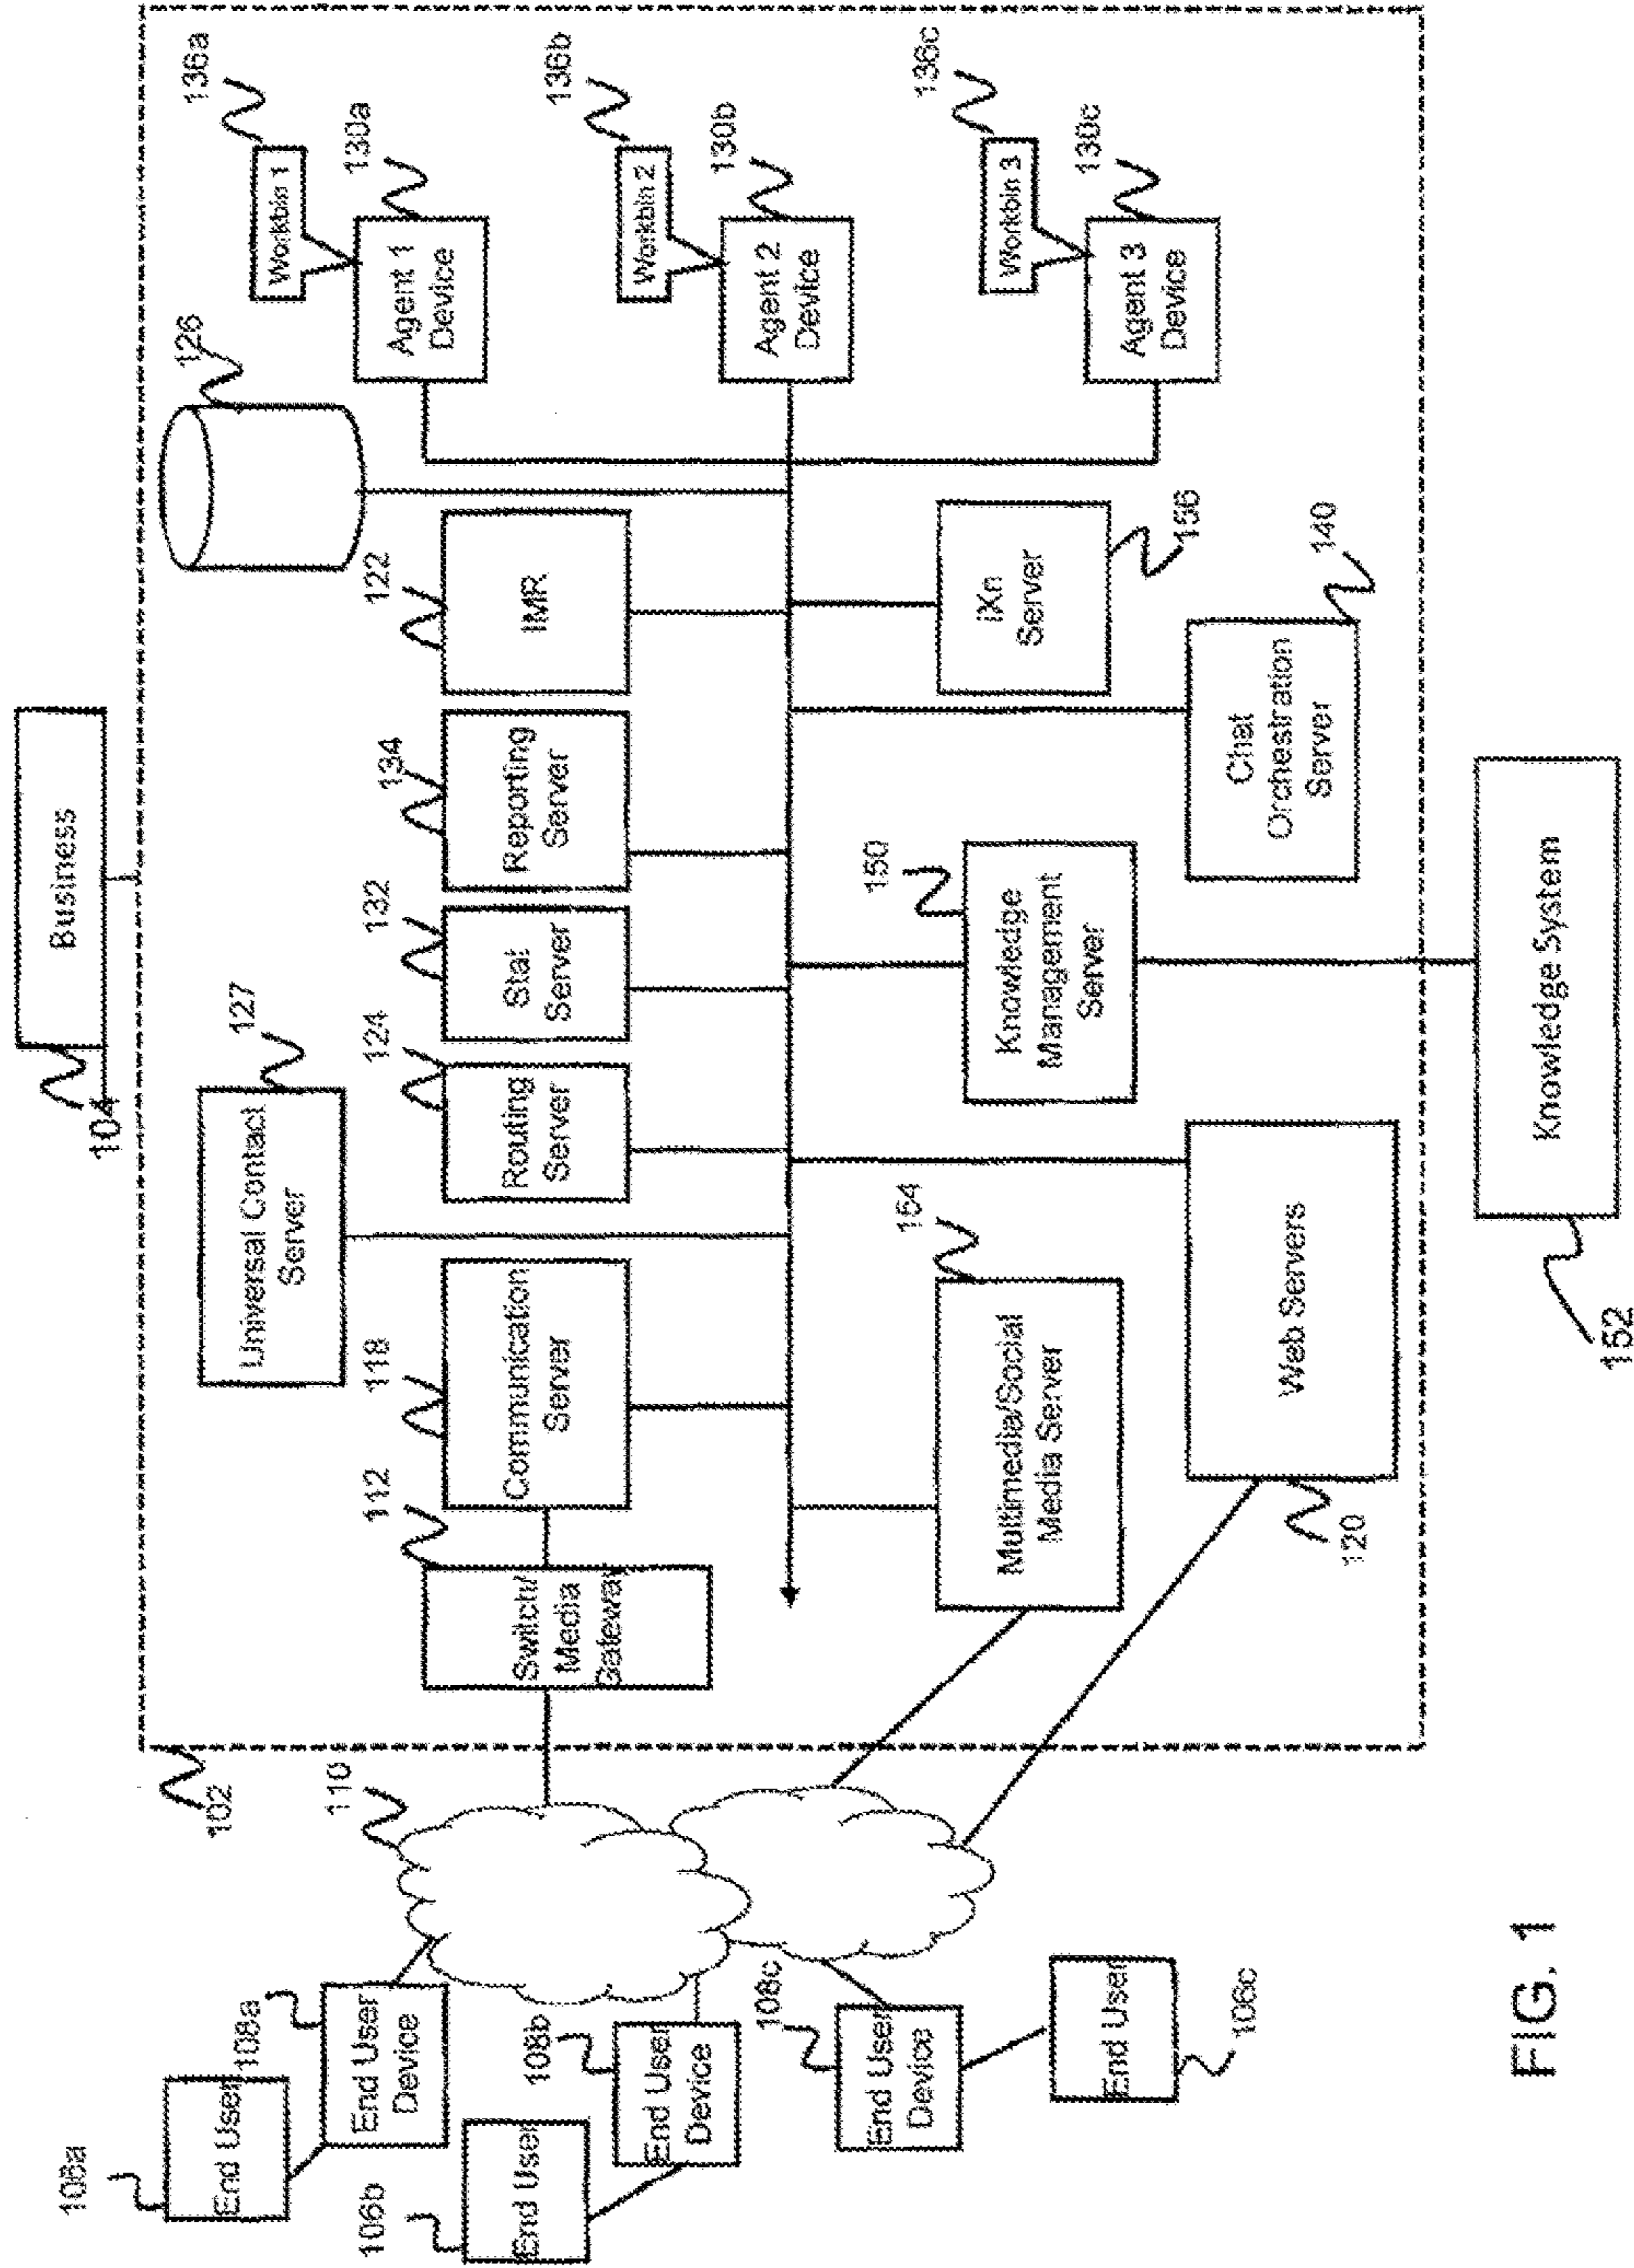 104
Business
102
Universal Contact
Server
127
126
136a
Workbin 1
130a
Agent 1
Device
136b
Workbin 2
130b
Agent 2
Device
136c
Workbin 3
130c
Agent 3
Device
112
Switch/
Media
Gateway
118
Communication
Server
124
Routing
Server
132
Stat
Server
134
Reporting
Server
122
IMR
154
Multimedia/Social
Media Server
150
Knowledge
Management
Server
iXn
Server
156
Web Servers
120
Chat
Orchestration
Server
140
Knowledge System
152
110
106a
End User
108a
End User
Device
106b
End User
108b
End User
Device
108c
End User
Device
End User
106c
FIG. 1